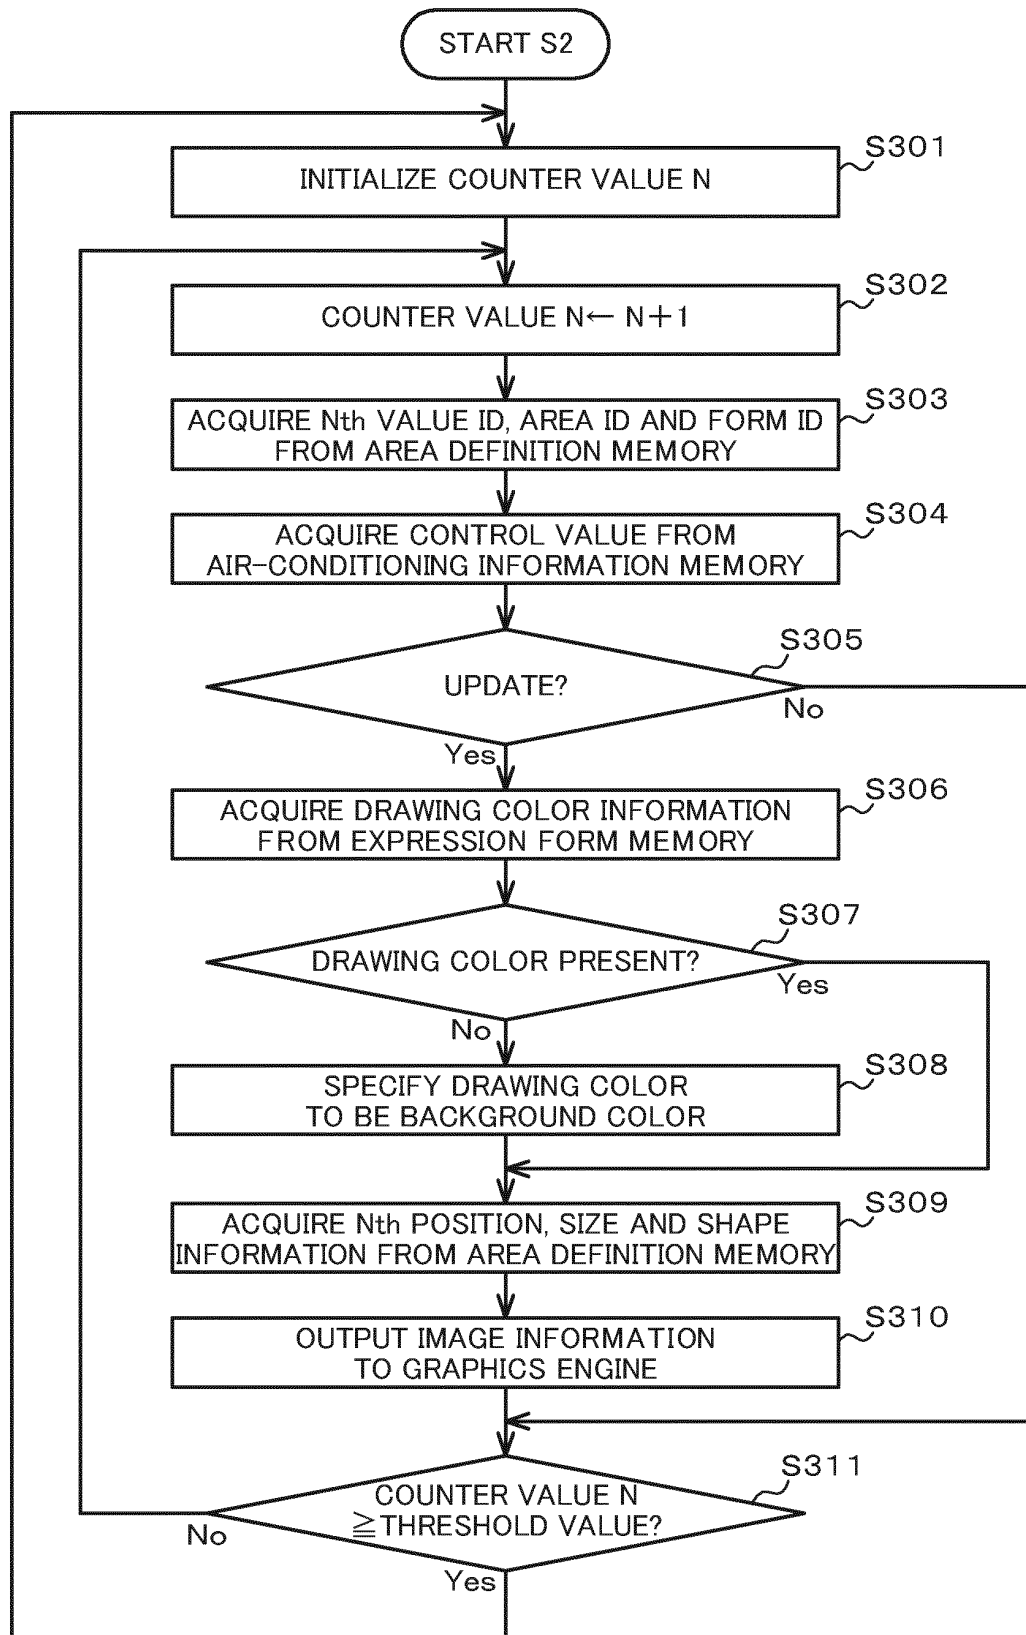 START S2
S301
INITIALIZE COUNTER VALUE N
S302
COUNTER VALUE N← N+1
S303
ACQUIRE Nth VALUE ID, AREA ID AND FORM ID
FROM AREA DEFINITION MEMORY
S304
ACQUIRE CONTROL VALUE FROM
AIR-CONDITIONING INFORMATION MEMORY
S305
UPDATE?
No
Yes
S306
ACQUIRE DRAWING COLOR INFORMATION
FROM EXPRESSION FORM MEMORY
S307
DRAWING COLOR PRESENT?
Yes
No
S308
SPECIFY DRAWING COLOR
TO BE BACKGROUND COLOR
S309
ACQUIRE Nth POSITION, SIZE AND SHAPE
INFORMATION FROM AREA DEFINITION MEMORY
S310
OUTPUT IMAGE INFORMATION
TO GRAPHICS ENGINE
S311
COUNTER VALUE N
≧THRESHOLD VALUE?
No
Yes